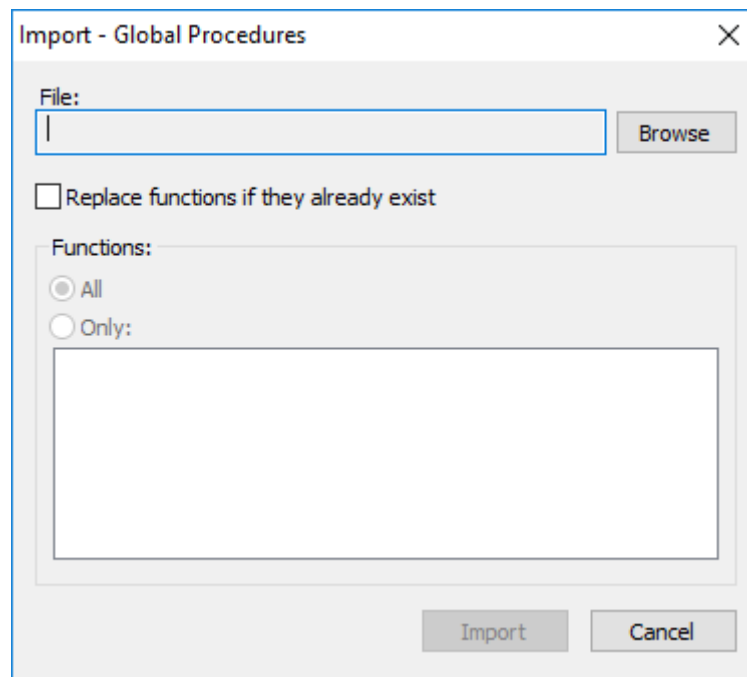 Import - Global Procedures
File:
Browse
Replace functions if they already exist
Functions:
All
Only:
Import
Cancel